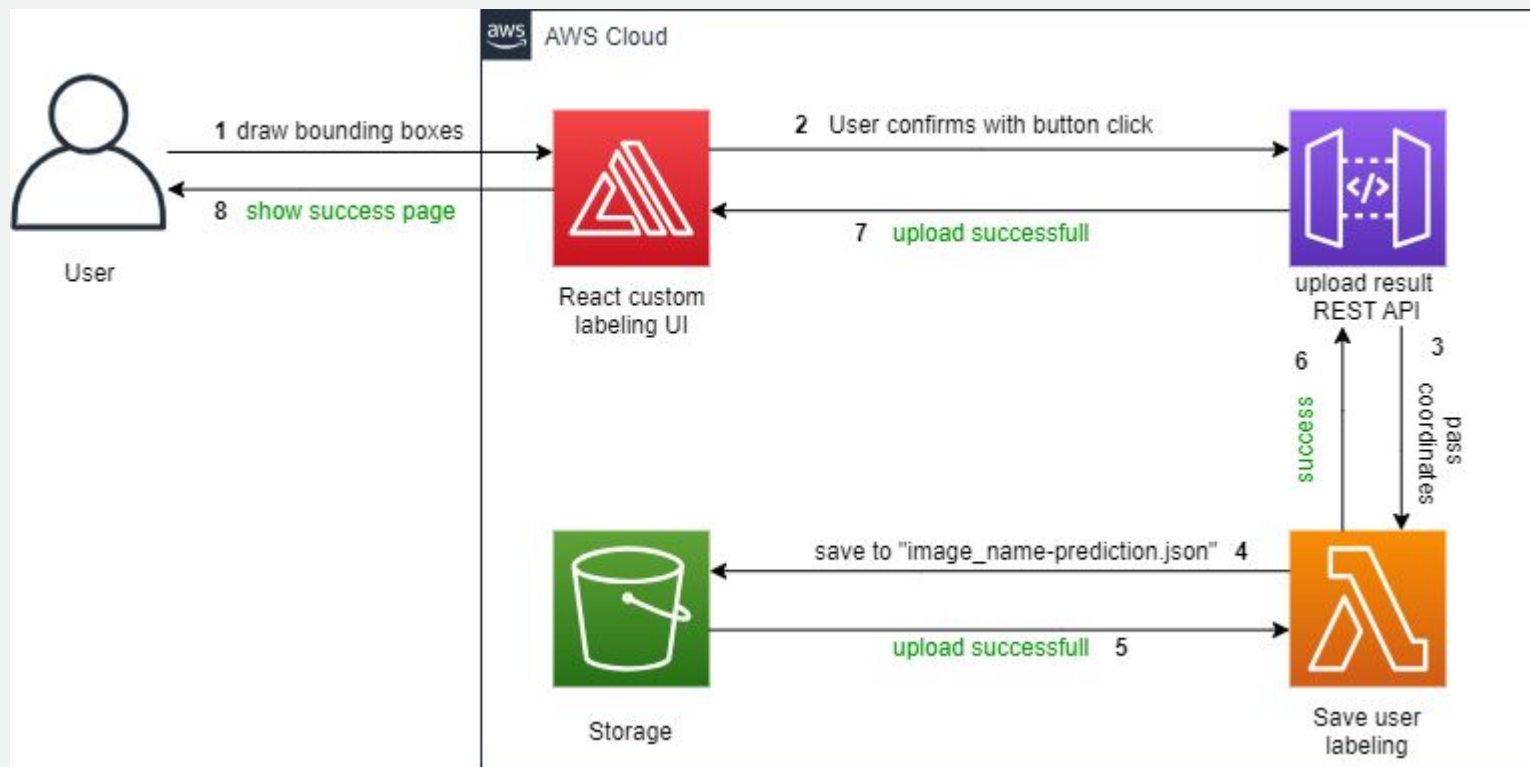 aws AWS Cloud
1 draw bounding boxes
2 User confirms with button click
8 show success page
7 upload successfull
User
React custom
labeling UI
</>
upload result
REST API
6
3
success
pass
coordinates
save to "image_name-prediction.json" 4
upload successfull 5
Storage
Save user
labeling